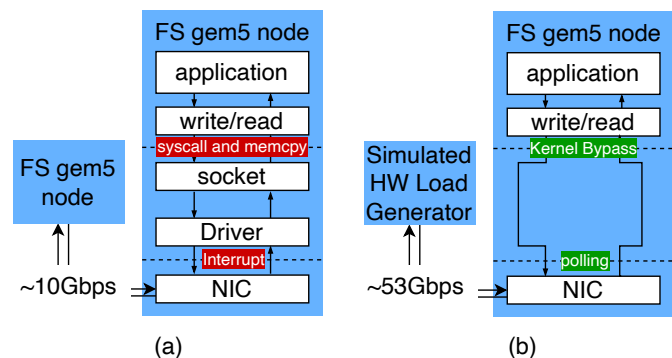 FS gem5 node
application
write/read
syscall and memcpy
socket
Driver
Interrupt
NIC
FS gem5
node
~10Gbps
(a)
FS gem5 node
application
write/read
Kernel Bypass
polling
NIC
Simulated
HW Load
Generator
~53Gbps
(b)